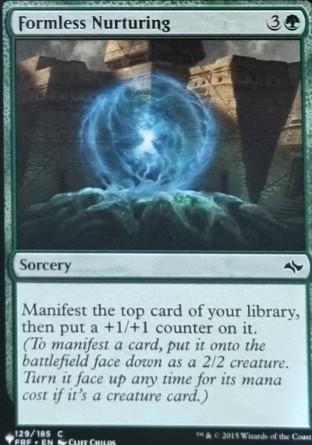 Formless Nurturing 3
Sorcery
Manifest the top card of your library,
then put a +1/+1 counter on it.
(To manifest a card, put it onto the
battlefield face down as a 2/2 creature.
Turn it face up any time for its mana
cost if it's a creature card.)
129/185 C
FRF • EN Cliff Childs
™ & © 2015 Wizards of the Coast